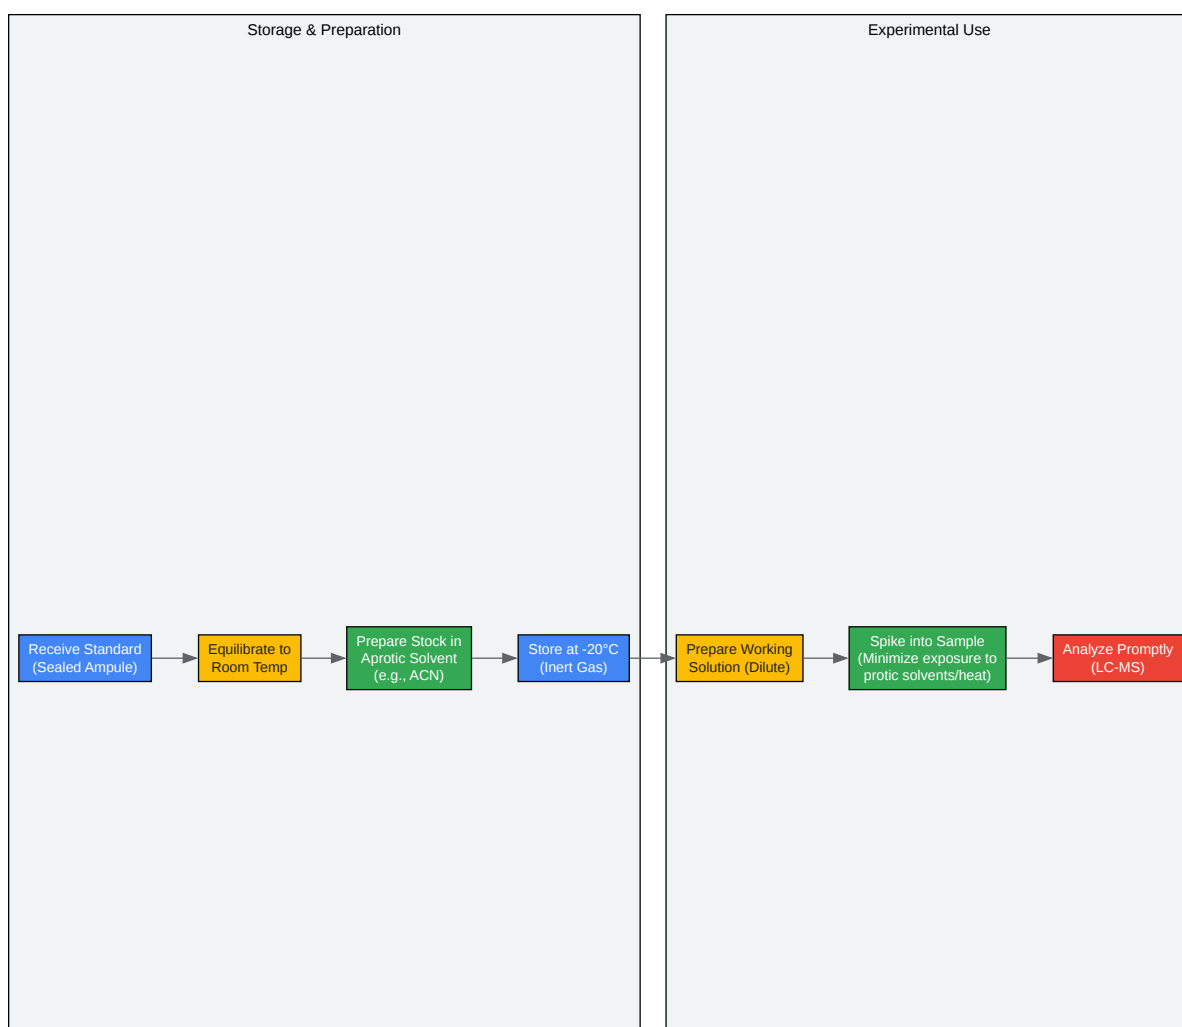 Storage & Preparation
Experimental Use
Receive Standard
(Sealed Ampule)
Equilibrate to
Room Temp
Prepare Stock in
Aprotic Solvent
(e.g., ACN)
Store at -20°C
(Inert Gas)
Prepare Working
Solution (Dilute)
Spike into Sample
(Minimize exposure to
protic solvents/heat)
Analyze Promptly
(LC-MS)